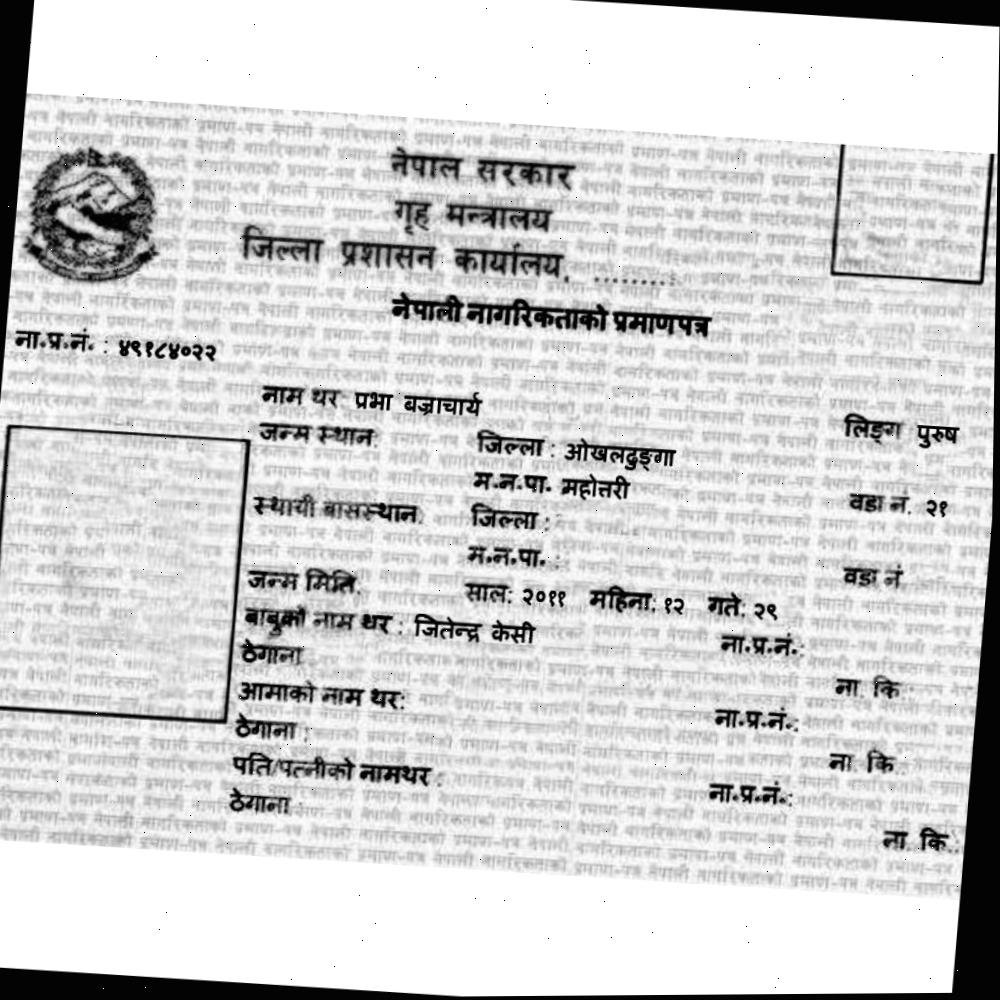 नेपाल सरकार
गृह मन्त्रालय
जिल्ला प्रशासन कार्यालय, .........
नेपाली नागरिकताको प्रमाणपत्र
ना.प्र.नं. : ४९१८४०२२
नाम थर प्रभा बज्राचार्य लिङ्ग पुरुष
जन्म स्थान: जिल्ला : ओखलढुङ्गा
म.न.पा. महोत्तरी वडा नं. २१
स्थायी बासस्थान: जिल्ला :
म.न.पा. : वडा नं
जन्म मिति: साल: २०११ महिना: १२ गते: २९
बाबुको नाम थर : जितेन्द्र केसी ना.प्र.नं.:
ठेगाना ना. कि.:
आमाको नाम थर: ना.प्र.नं.:
ठेगाना : ना. कि.
पति/पत्नीको नामथर : ना.प्र.नं.:
ठेगाना : ना. कि.: